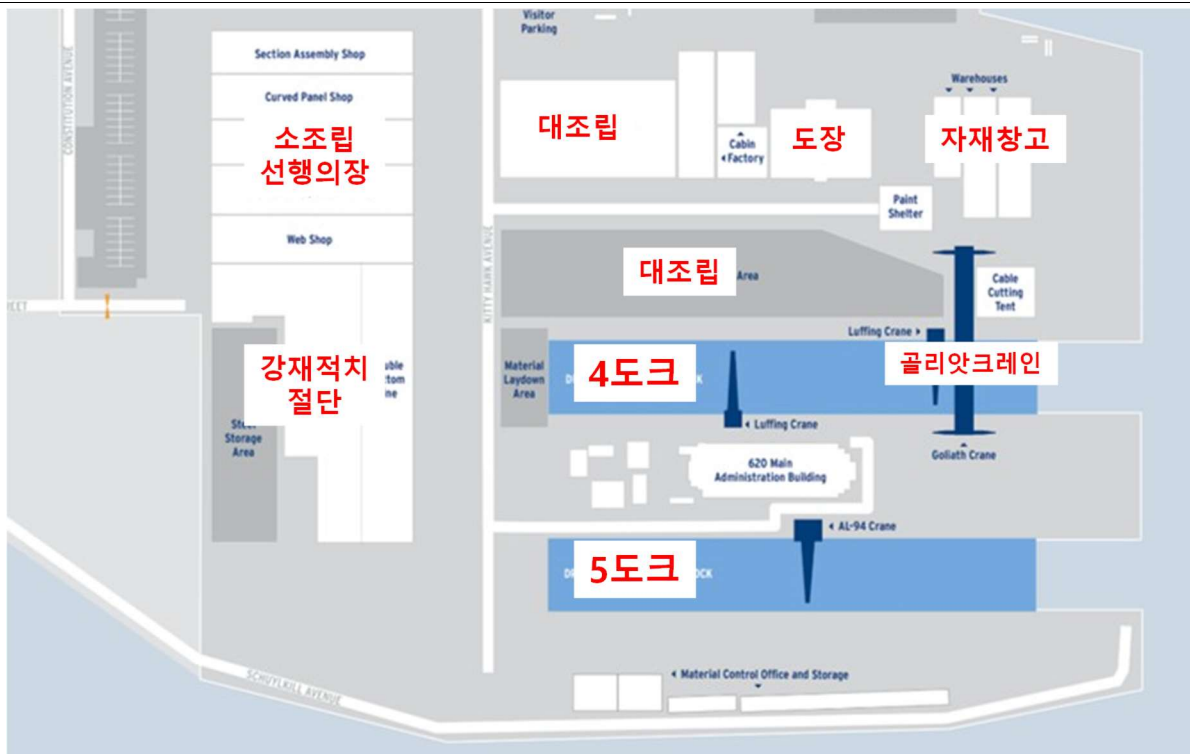 Visitor
Parking
Section Assembly Shop
Curved Panel Shop
소조립
선행의장
Web Shop
CONSTITUTION AVENUE
대조립
Cabin
Factory
도장
Warehouses
자재창고
Paint
Shelter
KITTY HAWK AVENUE
대조립
Area
Cable
Cutting
Tent
Luffing Crane
강재적치
절단
Steel
Storage
Area
Material
Laydown
Area
4도크
골리앗크레인
Luffing Crane
Goliath Crane
620 Main
Administration Building
AL-94 Crane
5도크
Material Control Office and Storage
SCHUYLKILL AVENUE